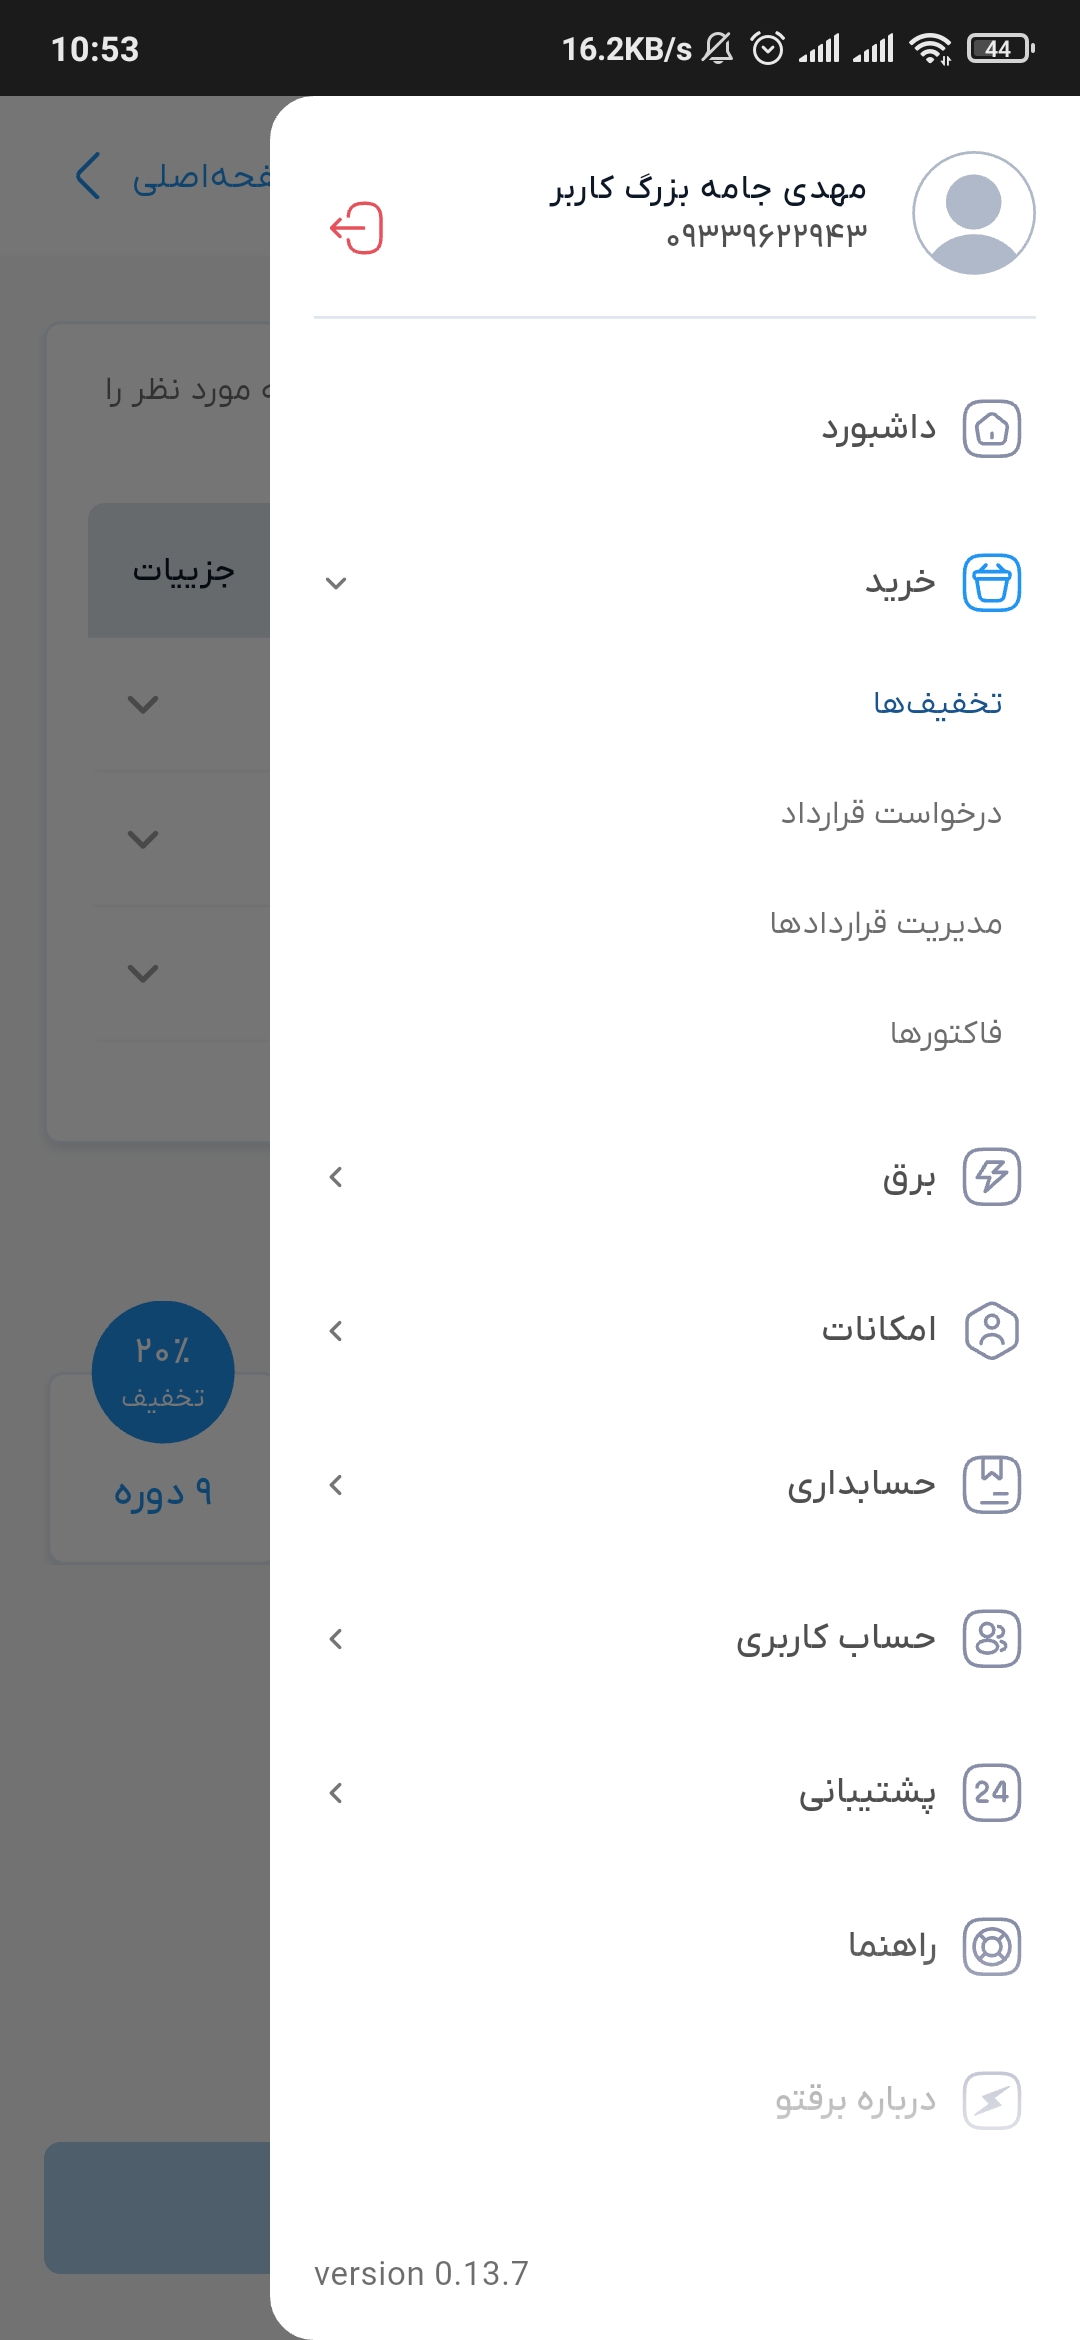 10:53
16.2KB/s
44
فحه‌اصلی
مهدی جامه بزرگ کاربر
۰۹۳۳۹۶۲۲۹۴۳
مورد نظر را
داشبورد
جزییات
خرید
تخفیف‌ها
درخواست قرارداد
مدیریت قراردادها
فاکتورها
برق
امکانات
۲۰٪
تخفیف
۹ دوره
حسابداری
حساب کاربری
پشتیبانی
24
راهنما
درباره برقتو
version 0.13.7